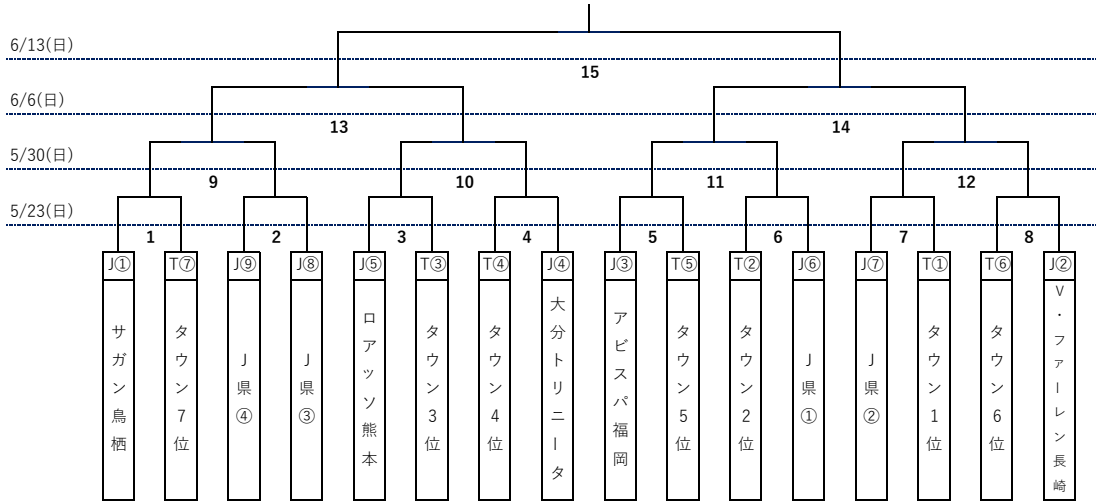 6/13(日)
15
6/6(日)
13
14
5/30(日)
9
10
11
12
5/23(日)
1
2
3
4
5
6
7
8
J①
T⑦
J⑨
J⑧
J⑤
T③
T④
J④
J③
T⑤
T②
J⑥
J⑦
T①
T⑥
J②
サガン鳥栖
タウン7位
J県④
J県③
ロアッソ熊本
タウン3位
タウン4位
大分トリニータ
アビスパ福岡
タウン5位
タウン2位
J県①
J県②
タウン1位
タウン6位
V・ファーレン長崎